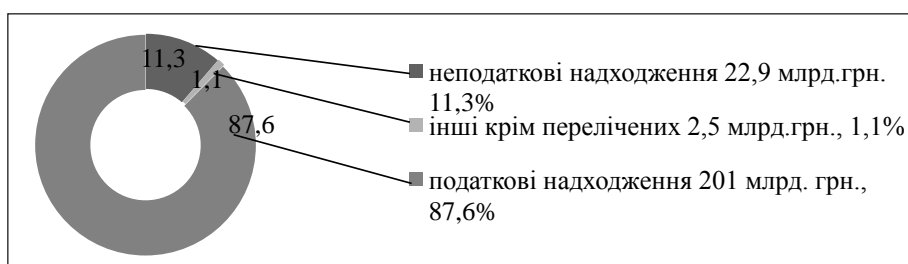 11,3
1,1
87,6
неподаткові надходження 22,9 млрд.грн.
11,3%
інші крім перелічених 2,5 млрд.грн., 1,1%
податкові надходження 201 млрд. грн.,
87,6%